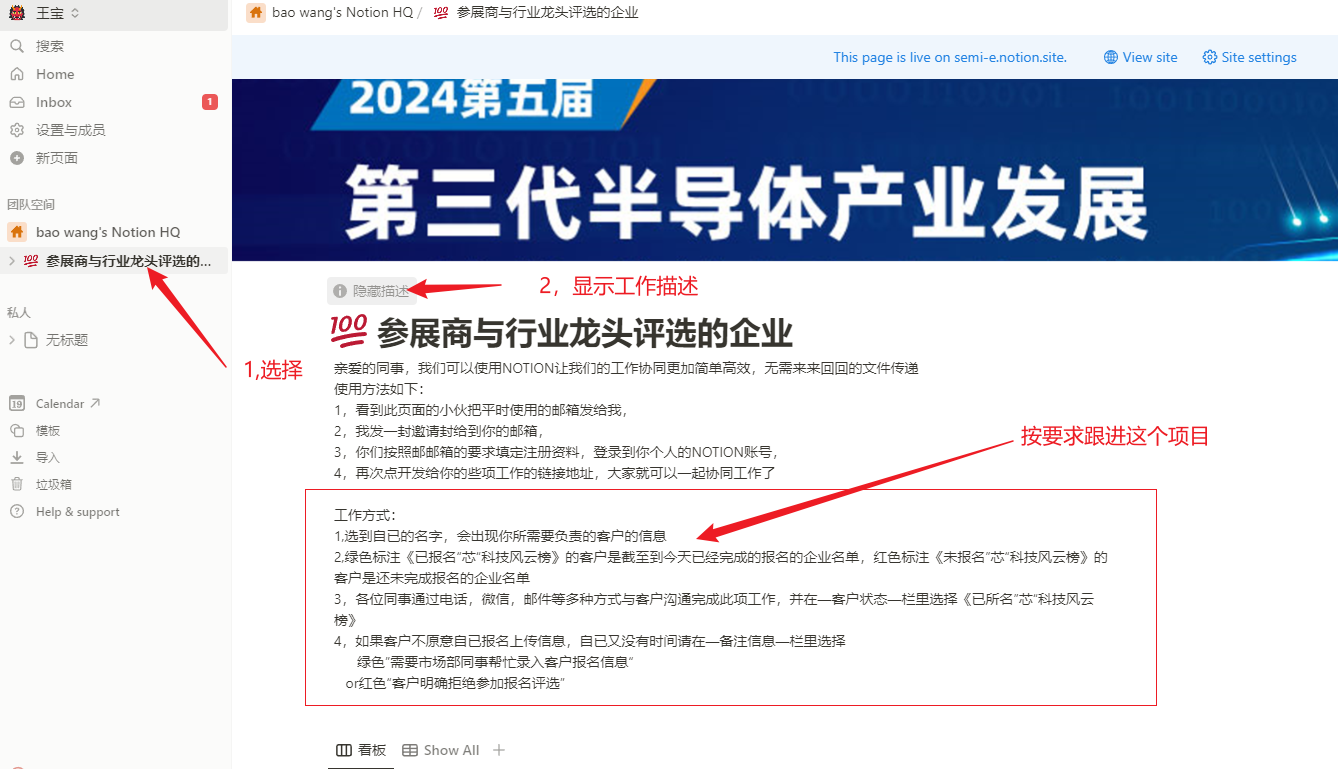 王宝
搜索
Home
Inbox
1
设置与成员
新页面
团队空间
bao wang's Notion HQ
参展商与行业龙头评选的...
私人
无标题
19
Calendar
模板
导入
垃圾箱
Help & support
bao wang's Notion HQ / 💯 参展商与行业龙头评选的企业
This page is live on semi-e.notion.site.
View site
Site settings
2024第五届
第三代半导体产业发展
隐藏描述
2，显示工作描述
1,选择
💯 参展商与行业龙头评选的企业
亲爱的同事，我们可以使用NOTION让我们的工作协同更加简单高效，无需来来回回的文件传递
使用方法如下：
1，看到此页面的小伙把平时使用的邮箱发给我，
2，我发一封邀请封给到你的邮箱，
3，你们按照邮邮箱的要求填定注册资料，登录到你个人的NOTION账号，
4，再次点开发给你的些项工作的链接地址，大家就可以一起协同工作了
按要求跟进这个项目
工作方式：
1,选到自已的名字，会出现你所需要负责的客户的信息
2,绿色标注《已报名“芯”科技风云榜》的客户是截至到今天已经完成的报名的企业名单，红色标注《未报名”芯“科技风云榜》的
客户是还未完成报名的企业名单
3，各位同事通过电话，微信，邮件等多种方式与客户沟通完成此项工作，并在—客户状态—栏里选择《已所名”芯“科技风云
榜》
4，如果客户不愿意自已报名上传信息，自已又没有时间请在—备注信息—栏里选择
绿色”需要市场部同事帮忙录入客户报名信息“
or红色“客户明确拒绝参加报名评选”
看板
Show All